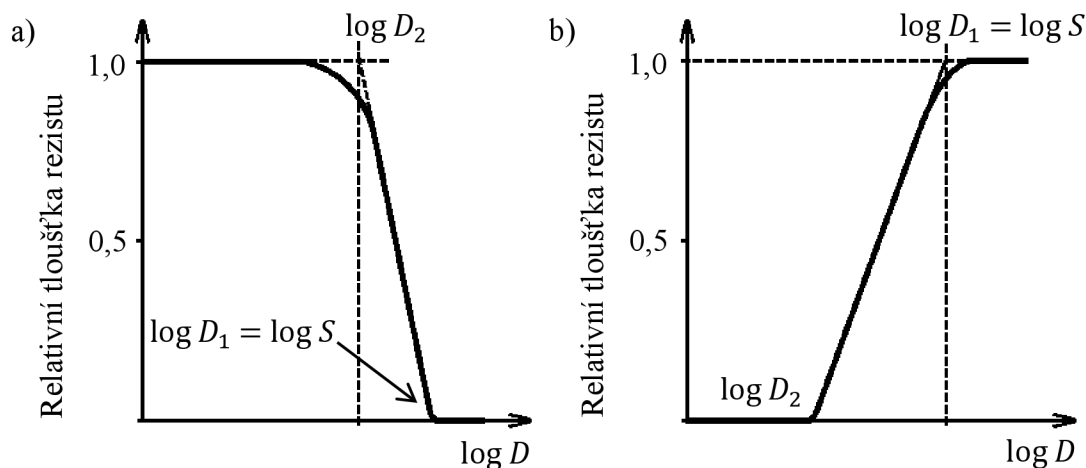 a)
log D₂
1,0
0,5
Relativní tloušťka rezistu
log D₁ = log S
log D
b)
log D₁ = log S
1,0
0,5
Relativní tloušťka rezistu
log D₂
log D